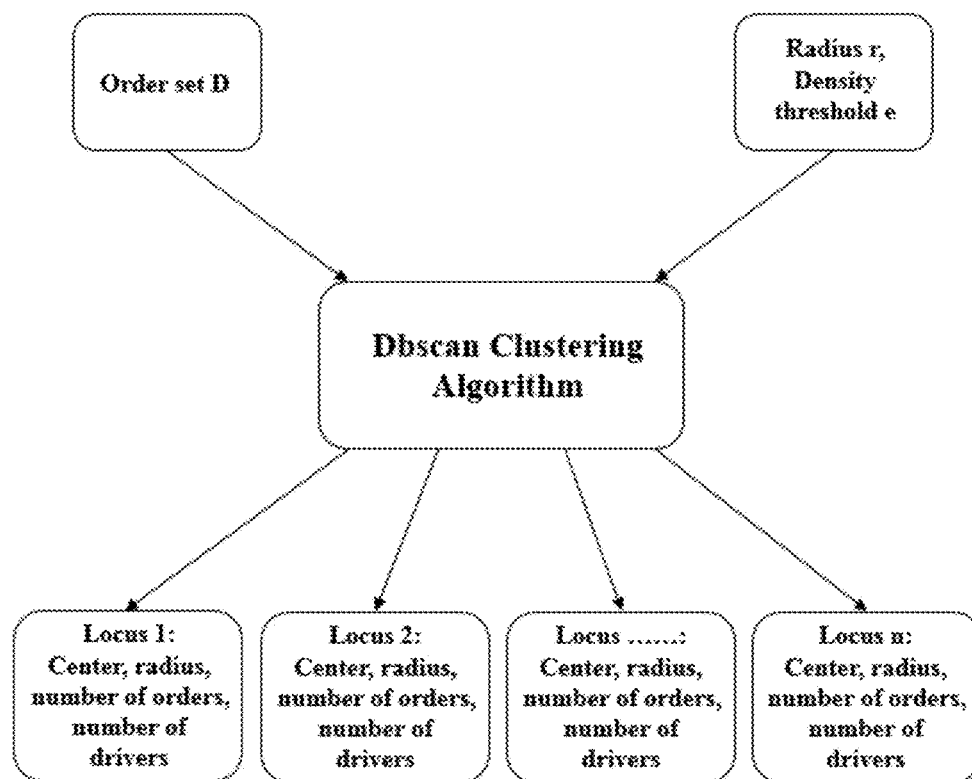 Order set D
Radius r,
Density
threshold e
Dbscan Clustering
Algorithm
Locus 1:
Center, radius,
number of orders,
number of
drivers
Locus 2:
Center, radius,
number of orders,
number of
drivers
Locus ……:
Center, radius,
number of orders,
number of
drivers
Locus n:
Center, radius,
number of orders,
number of
drivers